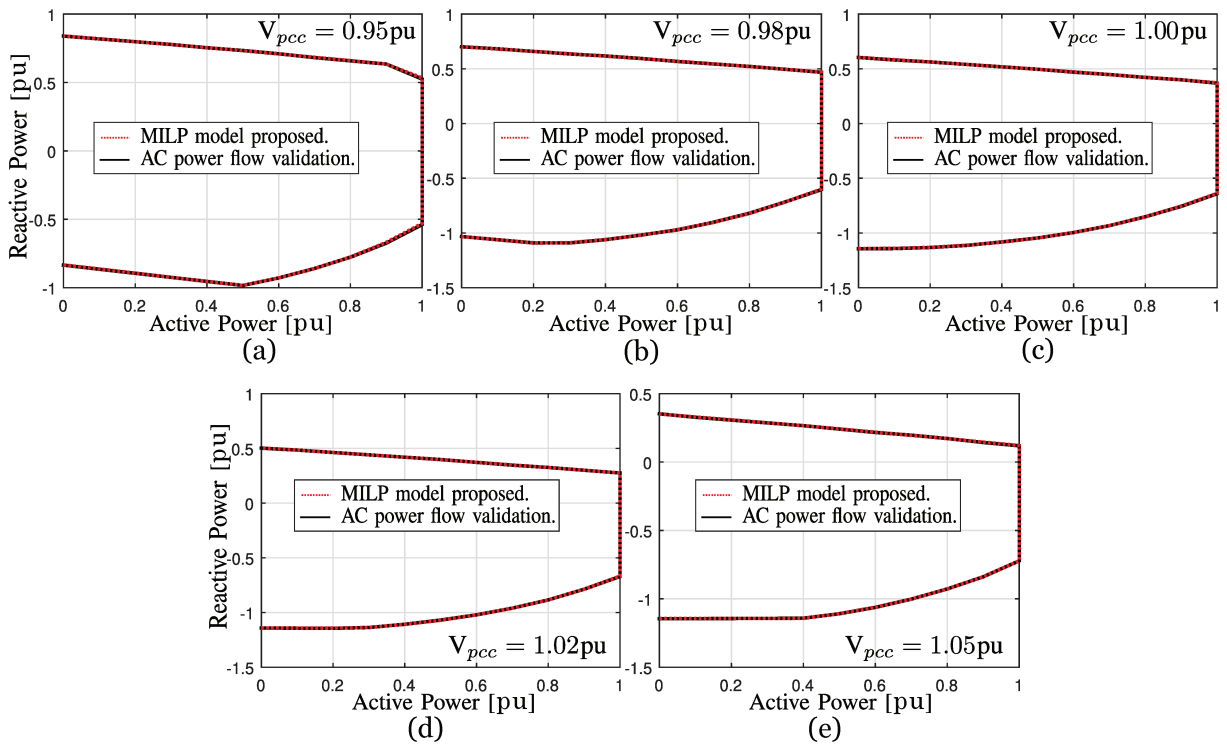 V_pcc = 0.95pu
1
0.5
0
-0.5
-1
Reactive Power [pu]
MILP model proposed.
AC power flow validation.
0 0.2 0.4 0.6 0.8 1
Active Power [pu]
(a)
V_pcc = 0.98pu
1
0.5
0
-0.5
-1
-1.5
MILP model proposed.
AC power flow validation.
0 0.2 0.4 0.6 0.8 1
Active Power [pu]
(b)
V_pcc = 1.00pu
1
0.5
0
-0.5
-1
-1.5
MILP model proposed.
AC power flow validation.
0 0.2 0.4 0.6 0.8 1
Active Power [pu]
(c)
1
0.5
0
-0.5
-1
-1.5
Reactive Power [pu]
MILP model proposed.
AC power flow validation.
V_pcc = 1.02pu
0 0.2 0.4 0.6 0.8 1
Active Power [pu]
(d)
0.5
0
-0.5
-1
-1.5
MILP model proposed.
AC power flow validation.
V_pcc = 1.05pu
0 0.2 0.4 0.6 0.8 1
Active Power [pu]
(e)